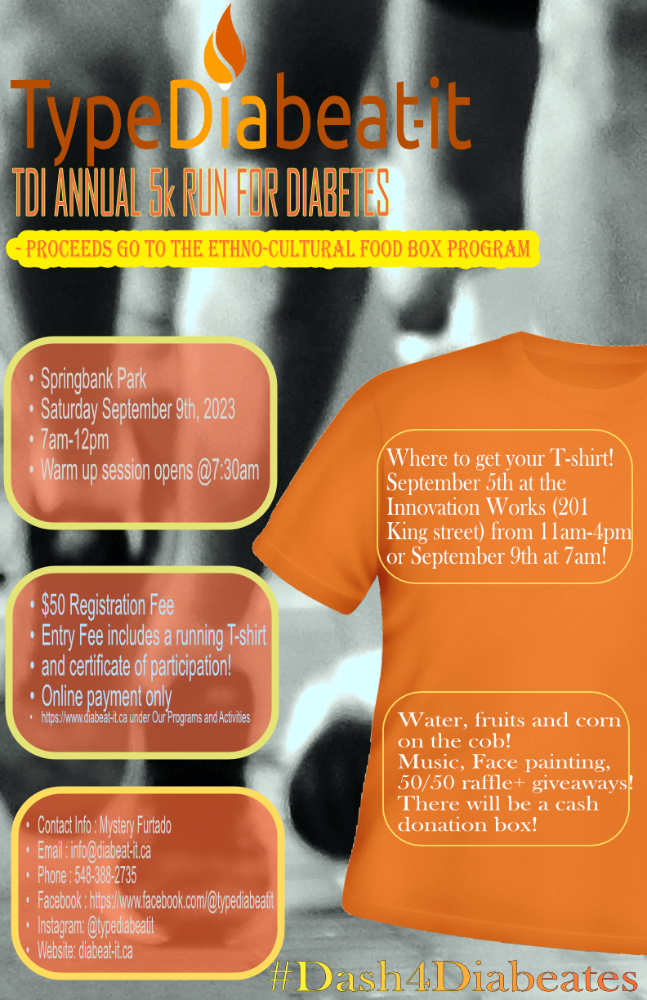 TypeDiabeat-it
TDI ANNUAL 5k RUN FOR DIABETES
- PROCEEDS GO TO THE ETHNO-CULTURAL FOOD BOX PROGRAM
• Springbank Park
• Saturday September 9th, 2023
• 7am-12pm
• Warm up session opens @7:30am
Where to get your T-shirt!
September 5th at the
Innovation Works (201
King street) from 11am-4pm
or September 9th at 7am!
• $50 Registration Fee
• Entry Fee includes a running T-shirt
• and certificate of participation!
• Online payment only
• https://www.diabeat-it.ca under Our Programs and Activities
Water, fruits and corn
on the cob!
Music, Face painting,
50/50 raffle+ giveaways!
There will be a cash
donation box!
• Contact Info : Mystery Furtado
• Email : info@diabeat-it.ca
• Phone : 548-388-2735
• Facebook : https://www.facebook.com/@typediabeatit
• Instagram: @typediabeatit
• Website: diabeat-it.ca
#Dash4Diabeates